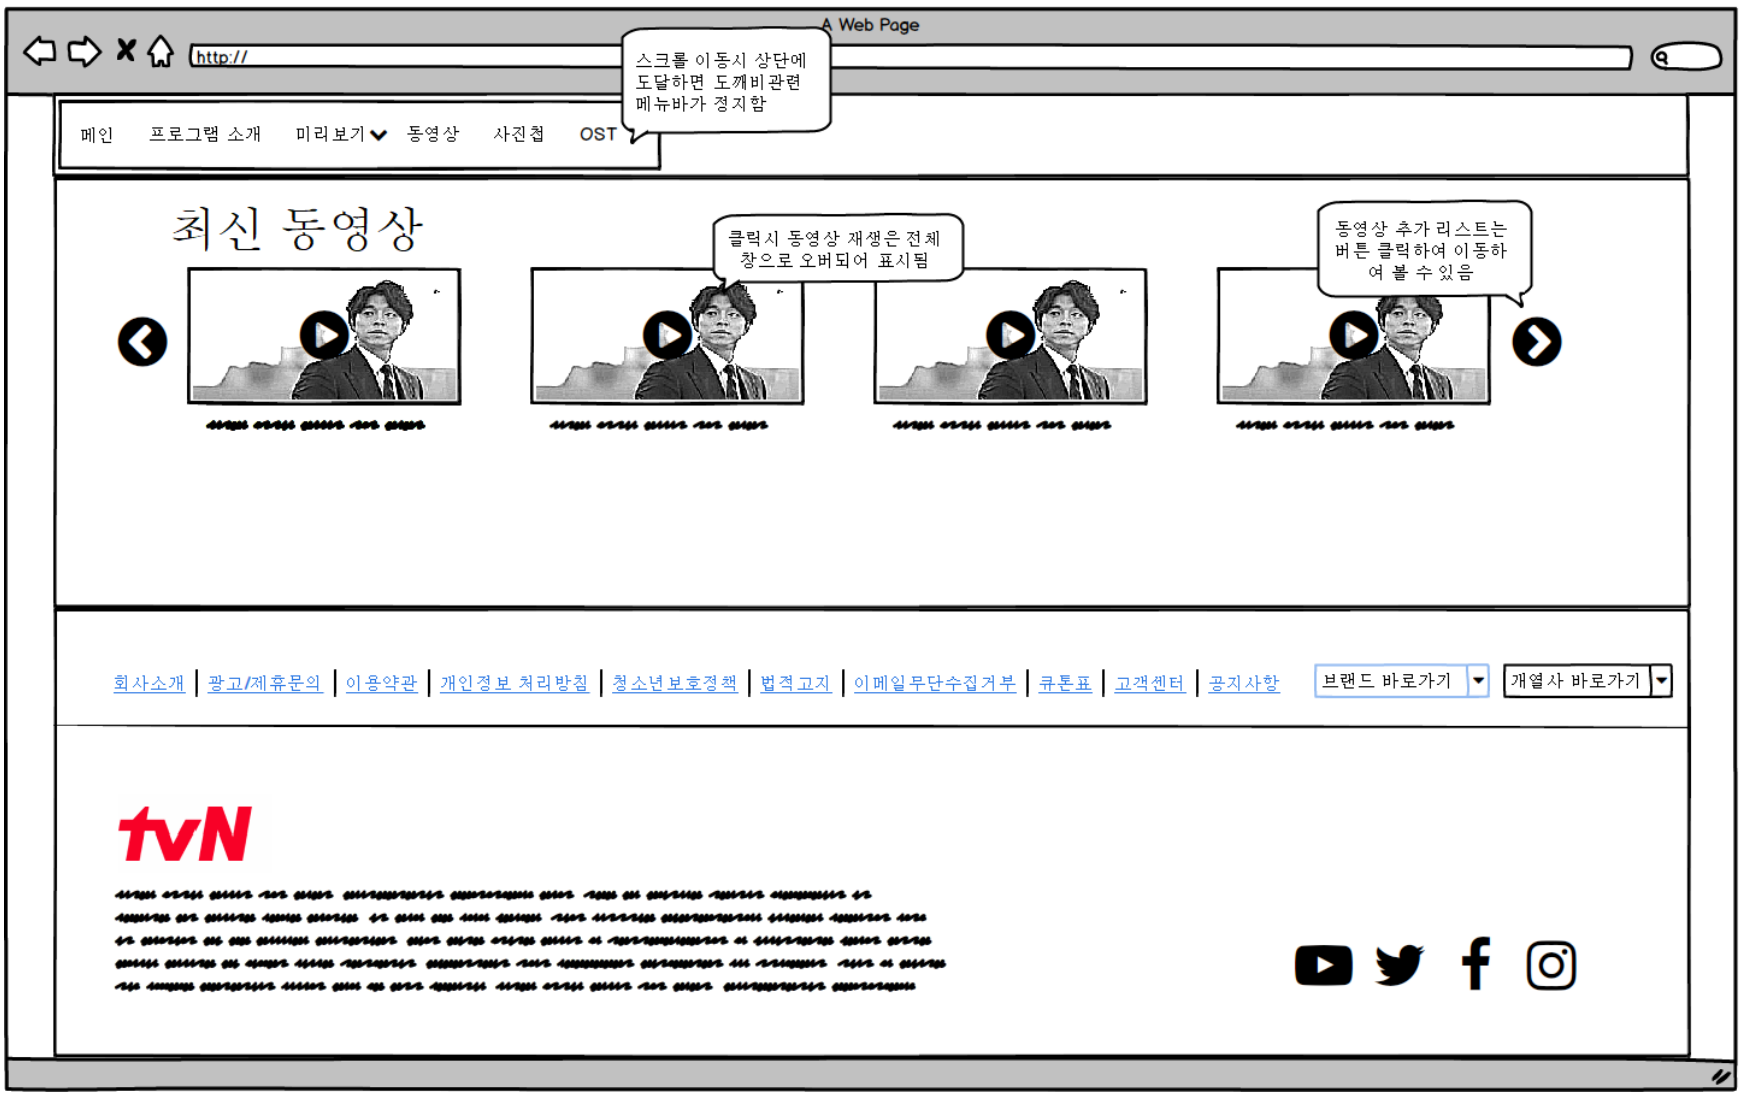 A Web Page
http://
스크롤 이동시 상단에
도달하면 도깨비관련
메뉴바가 정지함
메인 프로그램 소개 미리보기 동영상 사진첩 OST
최신 동영상
클릭시 동영상 재생은 전체
창으로 오버되어 표시됨
동영상 추가 리스트는
버튼 클릭하여 이동하
여 볼 수 있음
회사소개 | 광고/제휴문의 | 이용약관 | 개인정보 처리방침 | 청소년보호정책 | 법적고지 | 이메일무단수집거부 | 큐톤표 | 고객센터 | 공지사항
브랜드 바로가기
개열사 바로가기
tvN